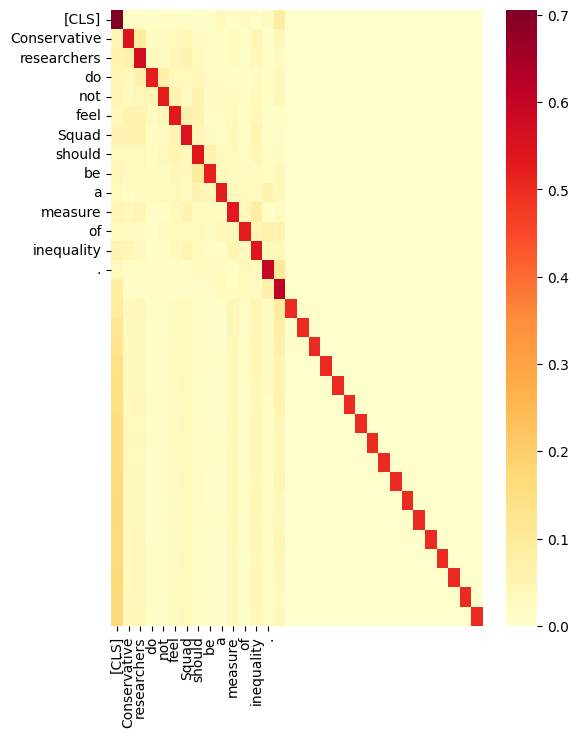 [CLS]
Conservative
researchers
do
not
feel
Squad
should
be
a
measure
of
inequality
.
[CLS]
Conservative
researchers
do
not
feel
Squad
should
be
a
measure
of
inequality
.
0.7
0.6
0.5
0.4
0.3
0.2
0.1
0.0